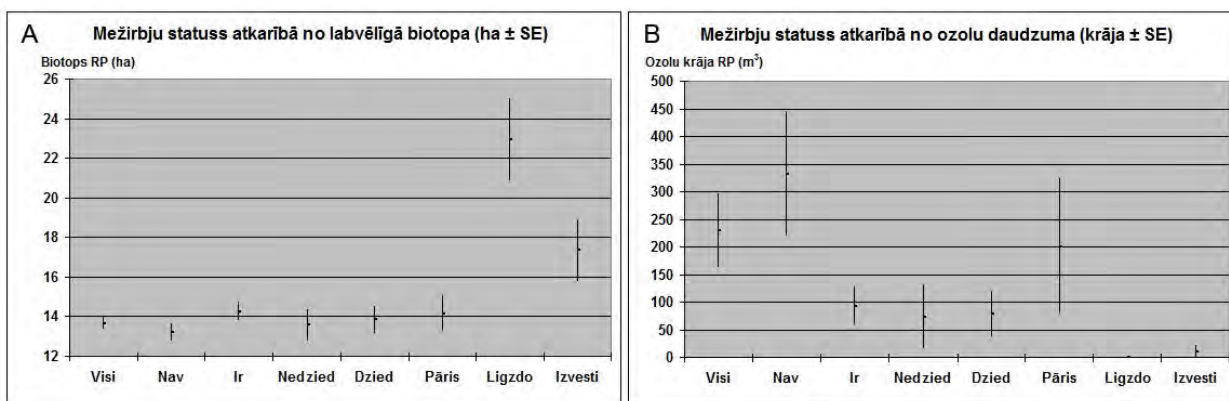 A
Mežirbju statuss atkarībā no labvēlīgā biotopa (ha ± SE)
Biotops RP (ha)
26
24
22
20
18
16
14
12
Visi Nav Ir Nedzied Dzied Pāris Ligzdo Izvesti
B
Mežirbju statuss atkarībā no ozolu daudzuma (krāja ± SE)
Ozolu krāja RP (m³)
500
450
400
350
300
250
200
150
100
50
0
Visi Nav Ir Nedzied Dzied Pāris Ligzdo Izvesti